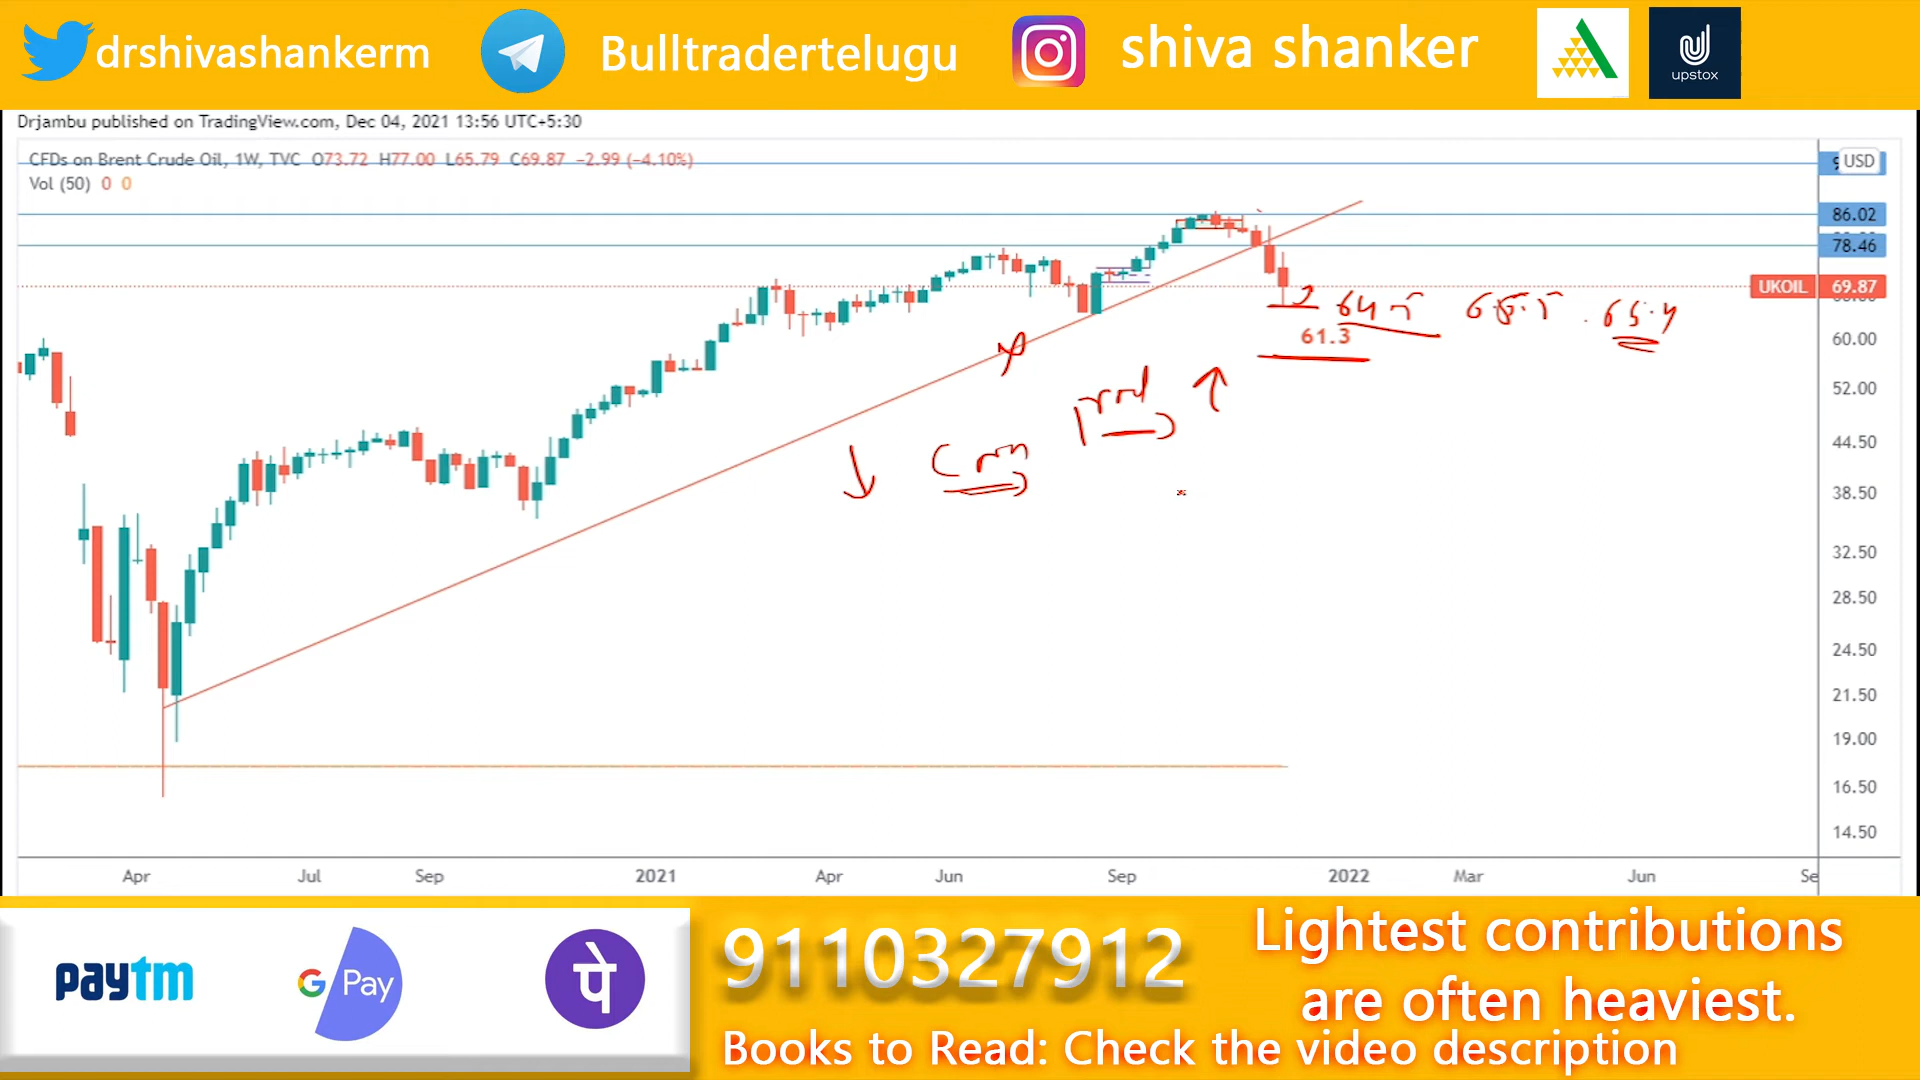 drshivashankerm
Bulltradertelugu
shiva shanker
upstox
Drjambu published on TradingView.com, Dec 04, 2021 13:56 UTC+5:30
CFDs on Brent Crude Oil, 1W, TVC O73.72 H77.00 L65.79 C69.87 −2.99 (−4.10%)
USD
Vol (50) 0 0
86.02
78.46
UKOIL 69.87
61.3
60.00
52.00
44.50
38.50
32.50
28.50
24.50
21.50
19.00
16.50
14.50
Apr Jul Sep 2021 Apr Jun Sep 2022 Mar Jun Se
paytm
G Pay
पे
9110327912
Lightest contributions
are often heaviest.
Books to Read: Check the video description